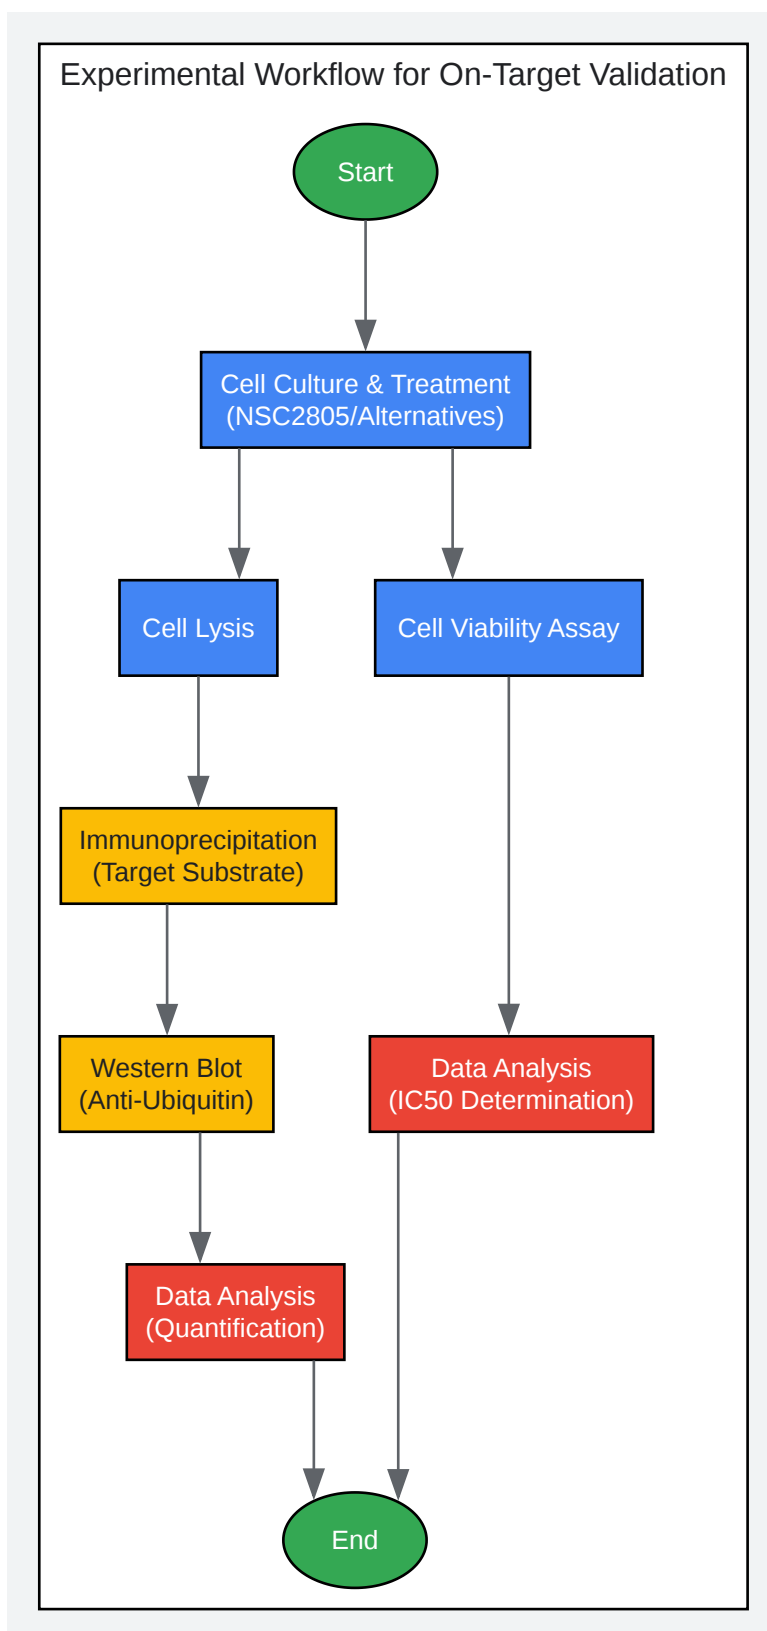 Experimental Workflow for On-Target Validation
Start
Cell Culture & Treatment
(NSC2805/Alternatives)
Cell Lysis
Cell Viability Assay
Immunoprecipitation
(Target Substrate)
Western Blot
(Anti-Ubiquitin)
Data Analysis
(IC50 Determination)
Data Analysis
(Quantification)
End